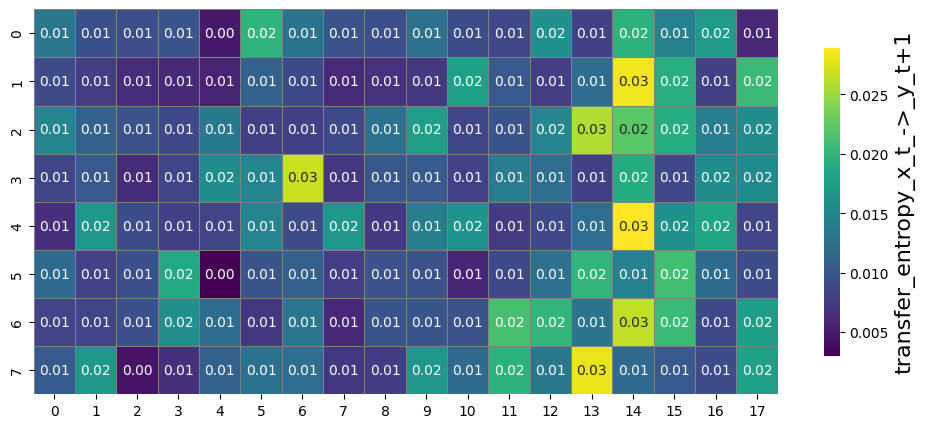 0 0.01 0.01 0.01 0.01 0.00 0.02 0.01 0.01 0.01 0.01 0.01 0.01 0.02 0.01 0.02 0.01 0.02 0.01
1 0.01 0.01 0.01 0.01 0.01 0.01 0.01 0.01 0.01 0.01 0.02 0.01 0.01 0.01 0.03 0.02 0.01 0.02
2 0.01 0.01 0.01 0.01 0.01 0.01 0.01 0.01 0.01 0.02 0.01 0.01 0.02 0.03 0.02 0.02 0.01 0.02
3 0.01 0.01 0.01 0.01 0.02 0.01 0.03 0.01 0.01 0.01 0.01 0.01 0.01 0.01 0.02 0.01 0.02 0.02
4 0.01 0.02 0.01 0.01 0.01 0.01 0.01 0.02 0.01 0.02 0.02 0.01 0.01 0.01 0.03 0.02 0.02 0.01
5 0.01 0.01 0.01 0.02 0.00 0.01 0.01 0.01 0.01 0.01 0.01 0.01 0.01 0.02 0.01 0.02 0.01 0.01
6 0.01 0.01 0.01 0.02 0.01 0.01 0.01 0.01 0.01 0.01 0.01 0.02 0.02 0.01 0.03 0.02 0.01 0.02
7 0.01 0.02 0.00 0.01 0.01 0.01 0.01 0.01 0.01 0.02 0.01 0.02 0.01 0.03 0.01 0.01 0.01 0.02
0 1 2 3 4 5 6 7 8 9 10 11 12 13 14 15 16 17
0.025
0.020
0.015
0.010
0.005
transfer_entropy_x_t_->_y_t+1